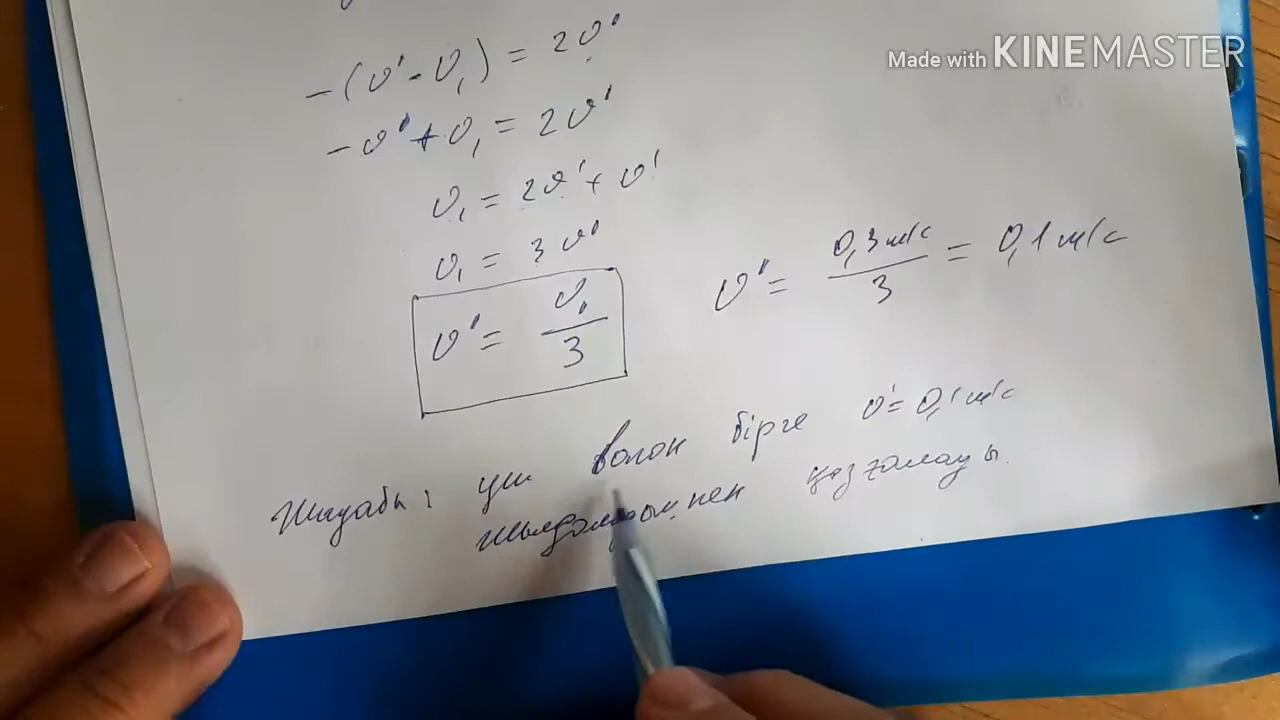 Made with KINEMASTER
-(υ' - υ₁) = 2υ'
-υ' + υ₁ = 2υ'
υ₁ = 2υ' + υ'
υ₁ = 3υ'
υ' = υ₁/3
υ' = 0,3 м/с / 3 = 0,1 м/с
Жауабы: үш вагон бірге υ' = 0,1 м/с
жылдамдықпен қозғалады.